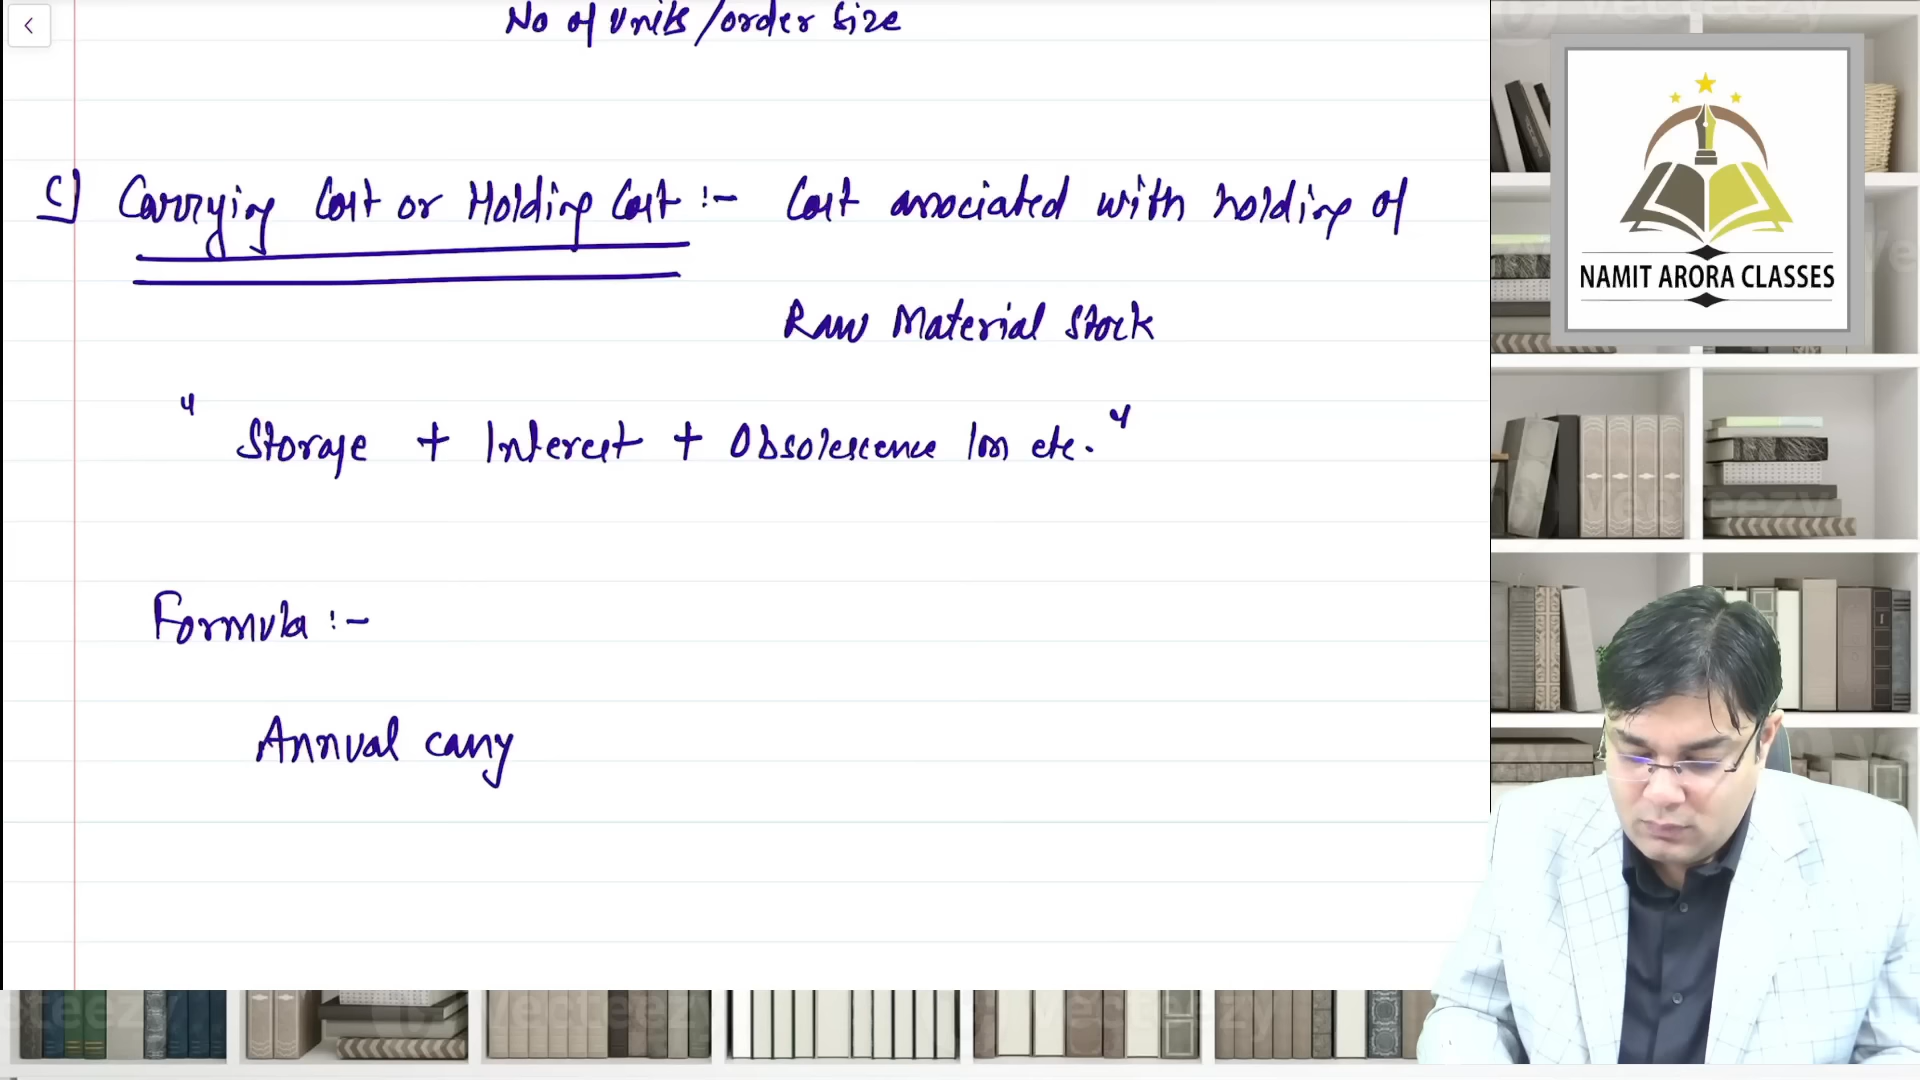 No of Units/order Size
C) Carrying Cost or Holding Cost :- Cost associated with holding of
Raw Material Stock
" Storage + Interest + Obsolescence loss etc. "
Formula :-
Annual carry
NAMIT ARORA CLASSES
vecteezy